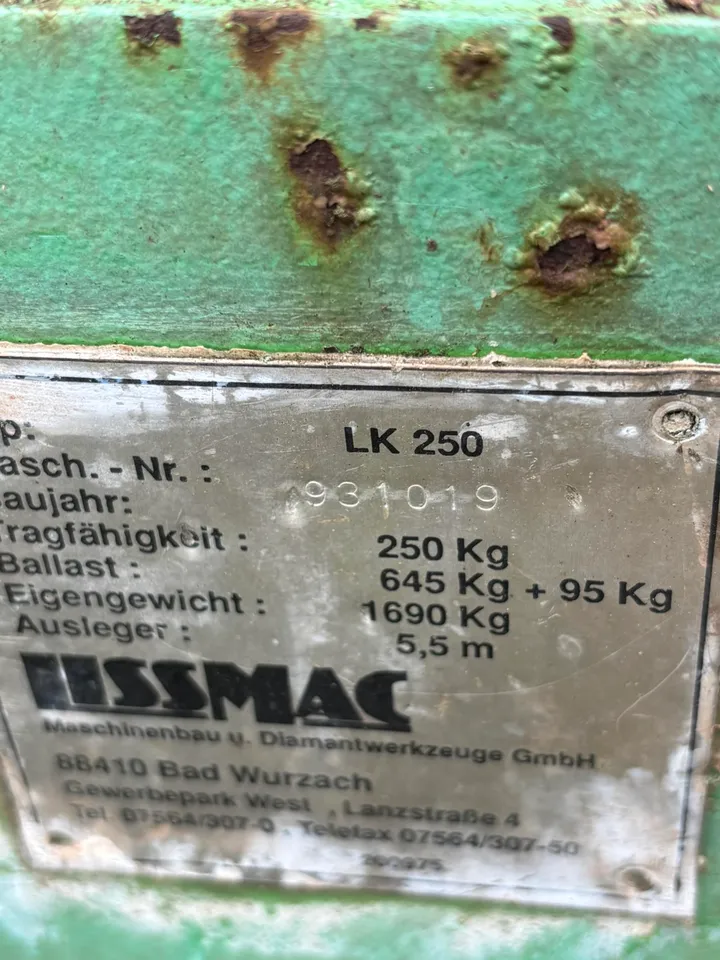 p: LK 250
asch. - Nr. : 931019
aujahr:
ragfähigkeit : 250 Kg
Ballast : 645 Kg + 95 Kg
Eigengewicht : 1690 Kg
Ausleger : 5,5 m
LISSMAC
Maschinenbau u. Diamantwerkzeuge GmbH
88410 Bad Wurzach
Gewerbepark West , Lanzstraße 4
Tel. 07564/307-0 , Telefax 07564/307-50